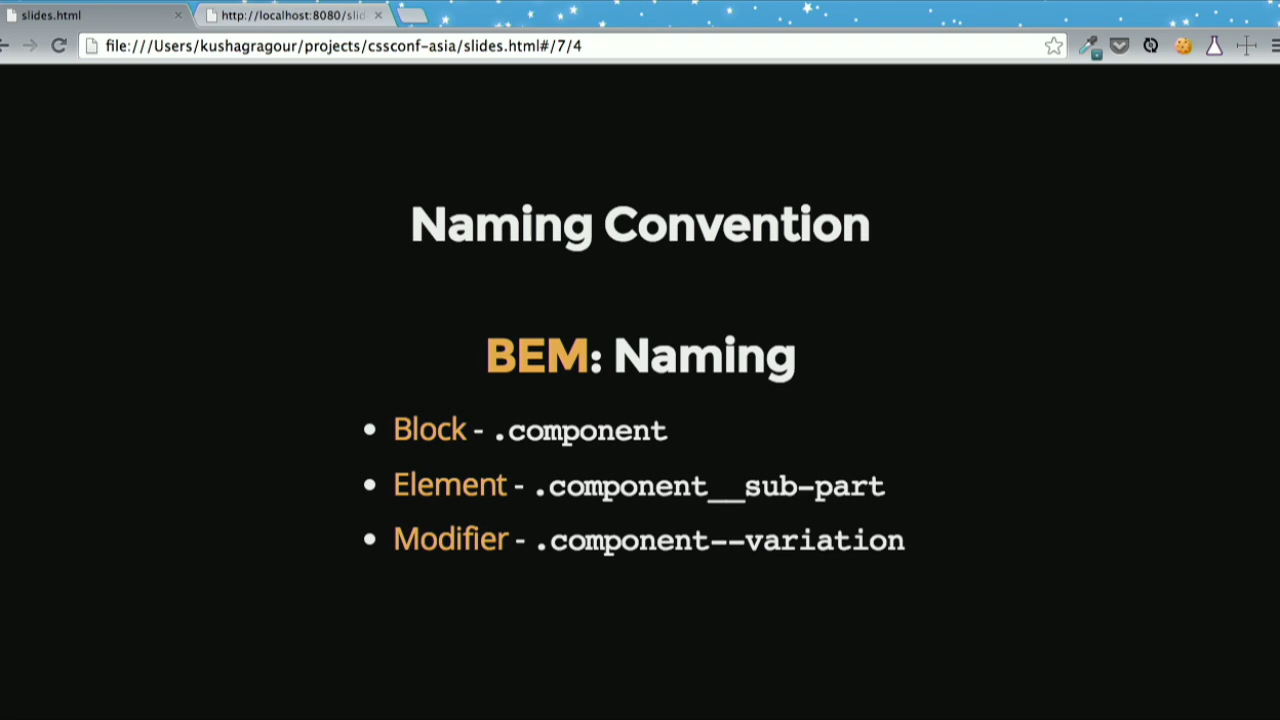 slides.html
http://localhost:8080/slid
file:///Users/kushagragour/projects/cssconf-asia/slides.html#/7/4
Naming Convention
BEM: Naming
• Block - .component
• Element - .component__sub-part
• Modifier - .component--variation